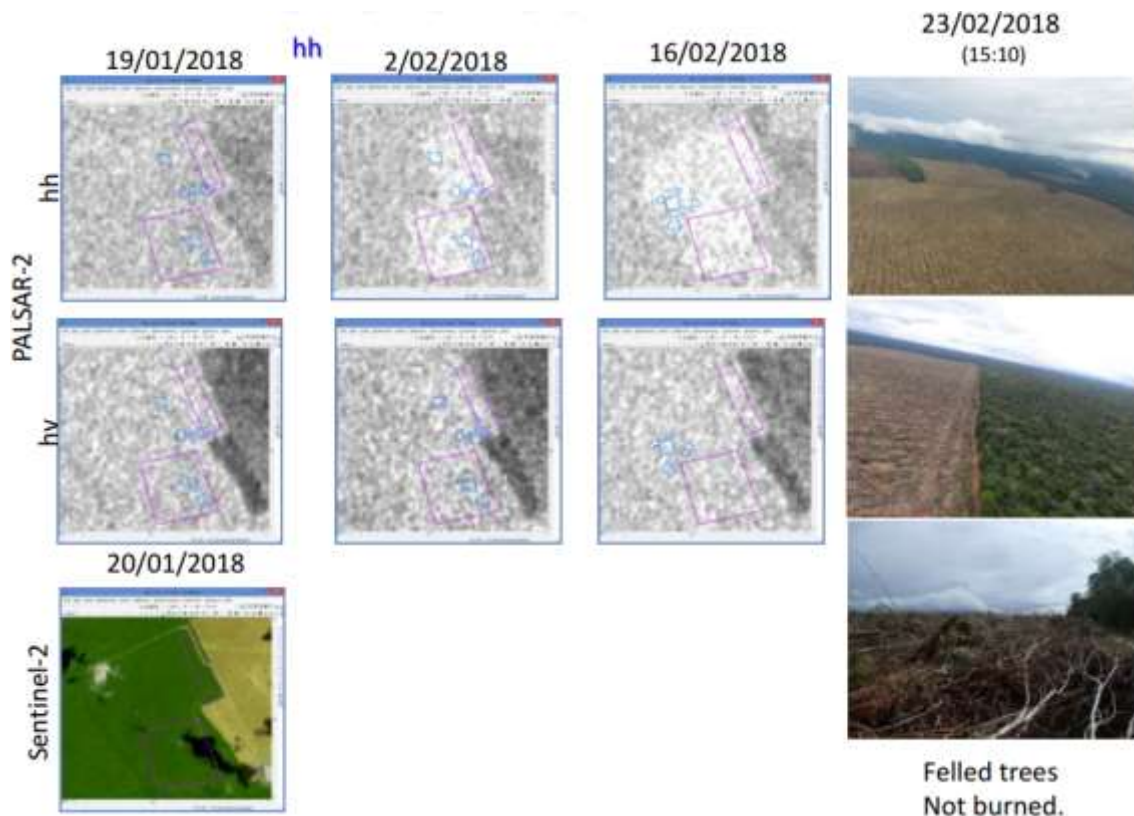 hh
19/01/2018
2/02/2018
16/02/2018
23/02/2018
(15:10)
PALSAR-2
hh
hv
20/01/2018
Sentinel-2
Felled trees
Not burned.